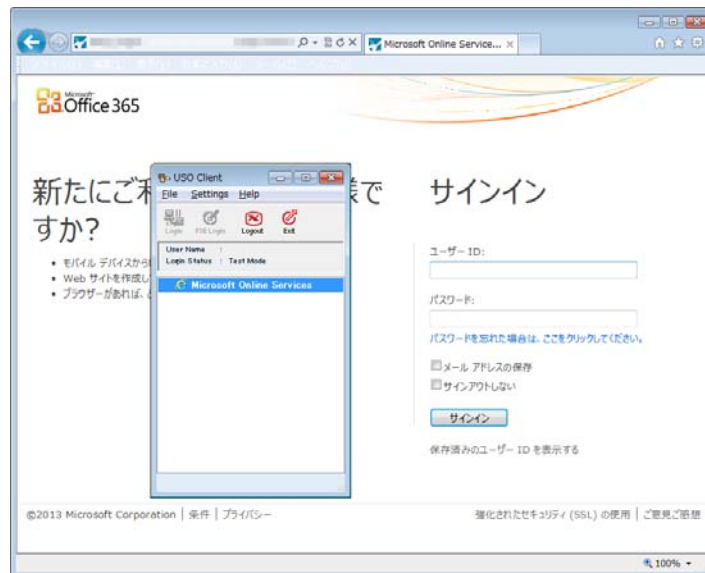 Microsoft Online Service... ×
Microsoft
Office 365
新たにご
様で
すか?
モバイル デバイスから
Web サイトを作成し
ブラウザーがあれば、
USO Client
File Settings Help
Login FSE Login Logout Exit
User Name :
Login Status : Test Mode
Microsoft Online Services
サインイン
ユーザー ID:
パスワード:
パスワードを忘れた場合は、ここをクリックしてください。
メール アドレスの保存
サインアウトしない
サインイン
保存済みのユーザー ID を表示する
©2013 Microsoft Corporation | 条件 | プライバシー
強化されたセキュリティ (SSL) の使用 | ご意見ご感想
100%